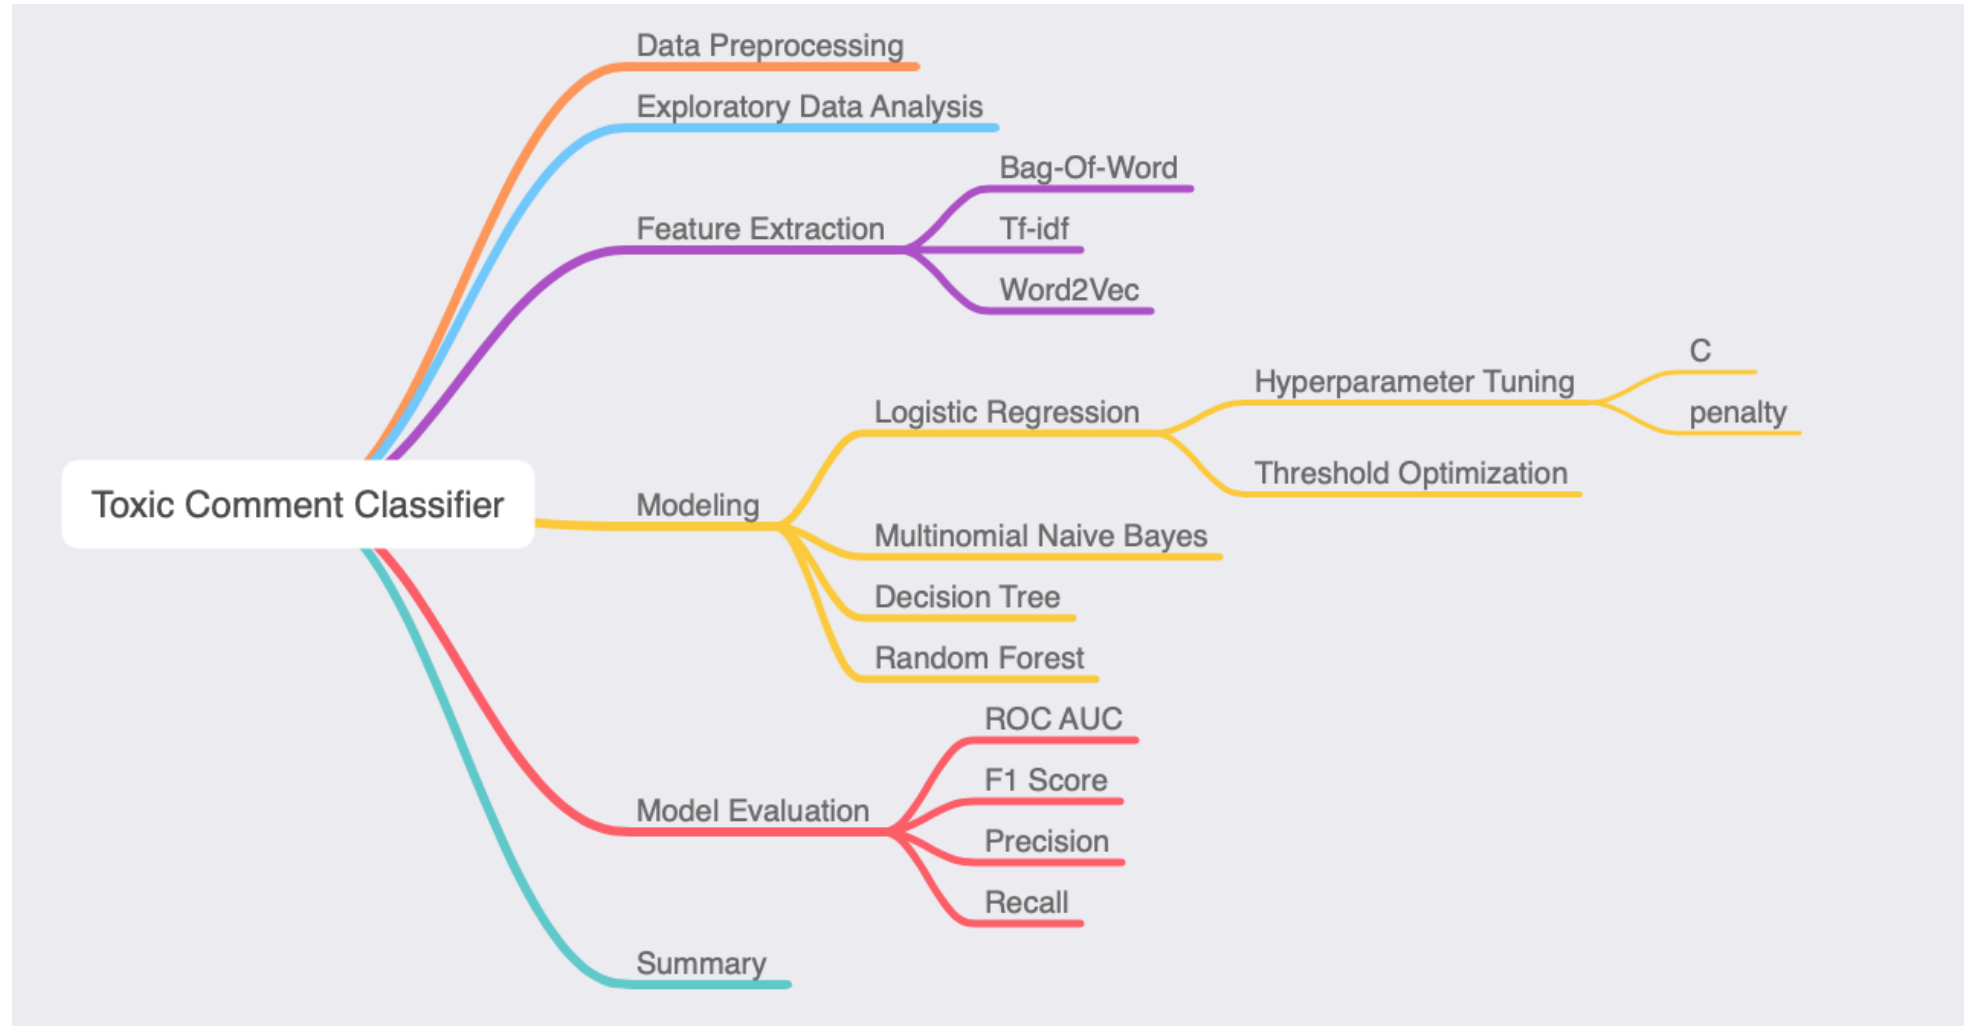 Data Preprocessing
Exploratory Data Analysis
Bag-Of-Word
Feature Extraction
Tf-idf
Word2Vec
C
Hyperparameter Tuning
Logistic Regression
penalty
Threshold Optimization
Toxic Comment Classifier
Modeling
Multinomial Naive Bayes
Decision Tree
Random Forest
ROC AUC
F1 Score
Model Evaluation
Precision
Recall
Summary